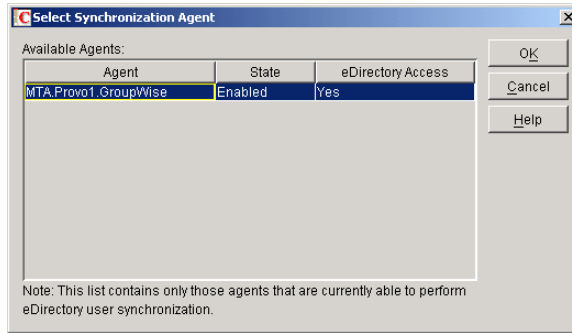 Select Synchronization Agent
Available Agents:
Agent State eDirectory Access
MTA.Provo1.GroupWise Enabled Yes
OK
Cancel
Help
Note: This list contains only those agents that are currently able to perform
eDirectory user synchronization.